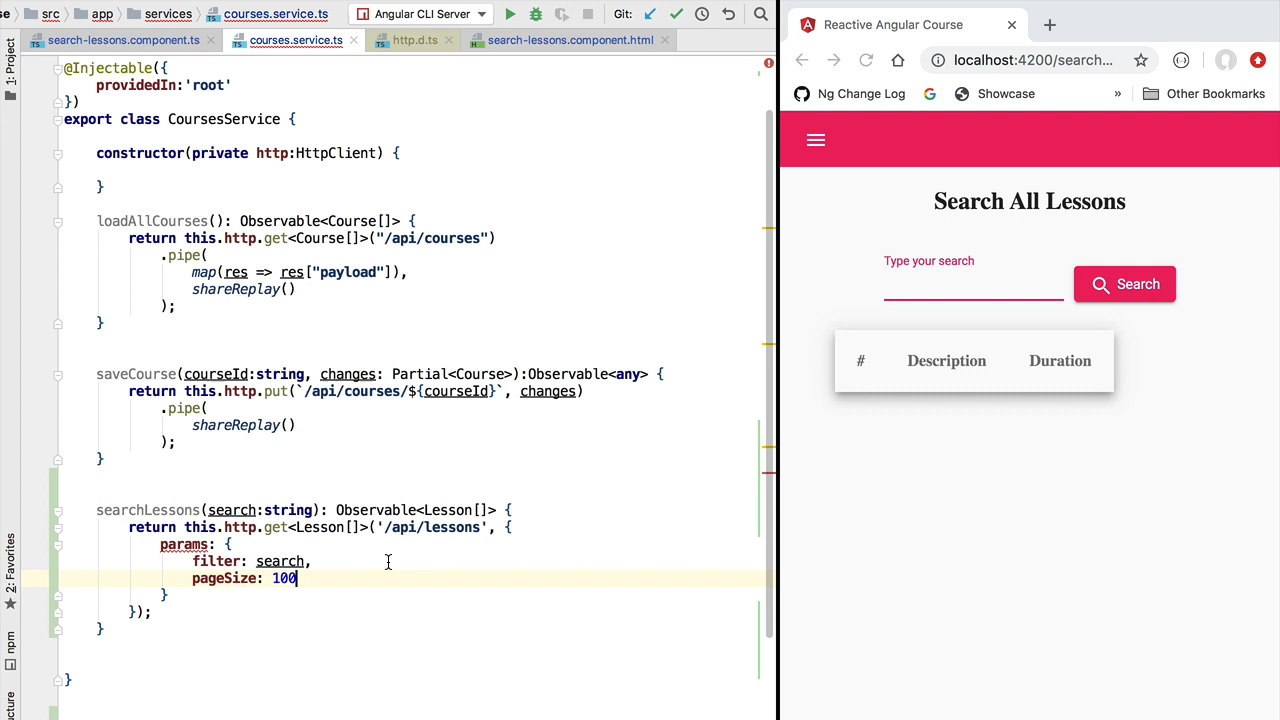 se src app services courses.service.ts Angular CLI Server Git:
search-lessons.component.ts courses.service.ts http.d.ts search-lessons.component.html
1: Project
2: Favorites
npm
ucture
@Injectable({
providedIn:'root'
})
export class CoursesService {
constructor(private http:HttpClient) {
}
loadAllCourses(): Observable<Course[]> {
return this.http.get<Course[]>("/api/courses")
.pipe(
map(res => res["payload"]),
shareReplay()
);
}
saveCourse(courseId:string, changes: Partial<Course>):Observable<any> {
return this.http.put(`/api/courses/${courseId}`, changes)
.pipe(
shareReplay()
);
}
searchLessons(search:string): Observable<Lesson[]> {
return this.http.get<Lesson[]>('/api/lessons', {
params: {
filter: search,
pageSize: 100
}
});
}
}
Reactive Angular Course
localhost:4200/search...
Ng Change Log Showcase » Other Bookmarks
Search All Lessons
Type your search
Search
# Description Duration